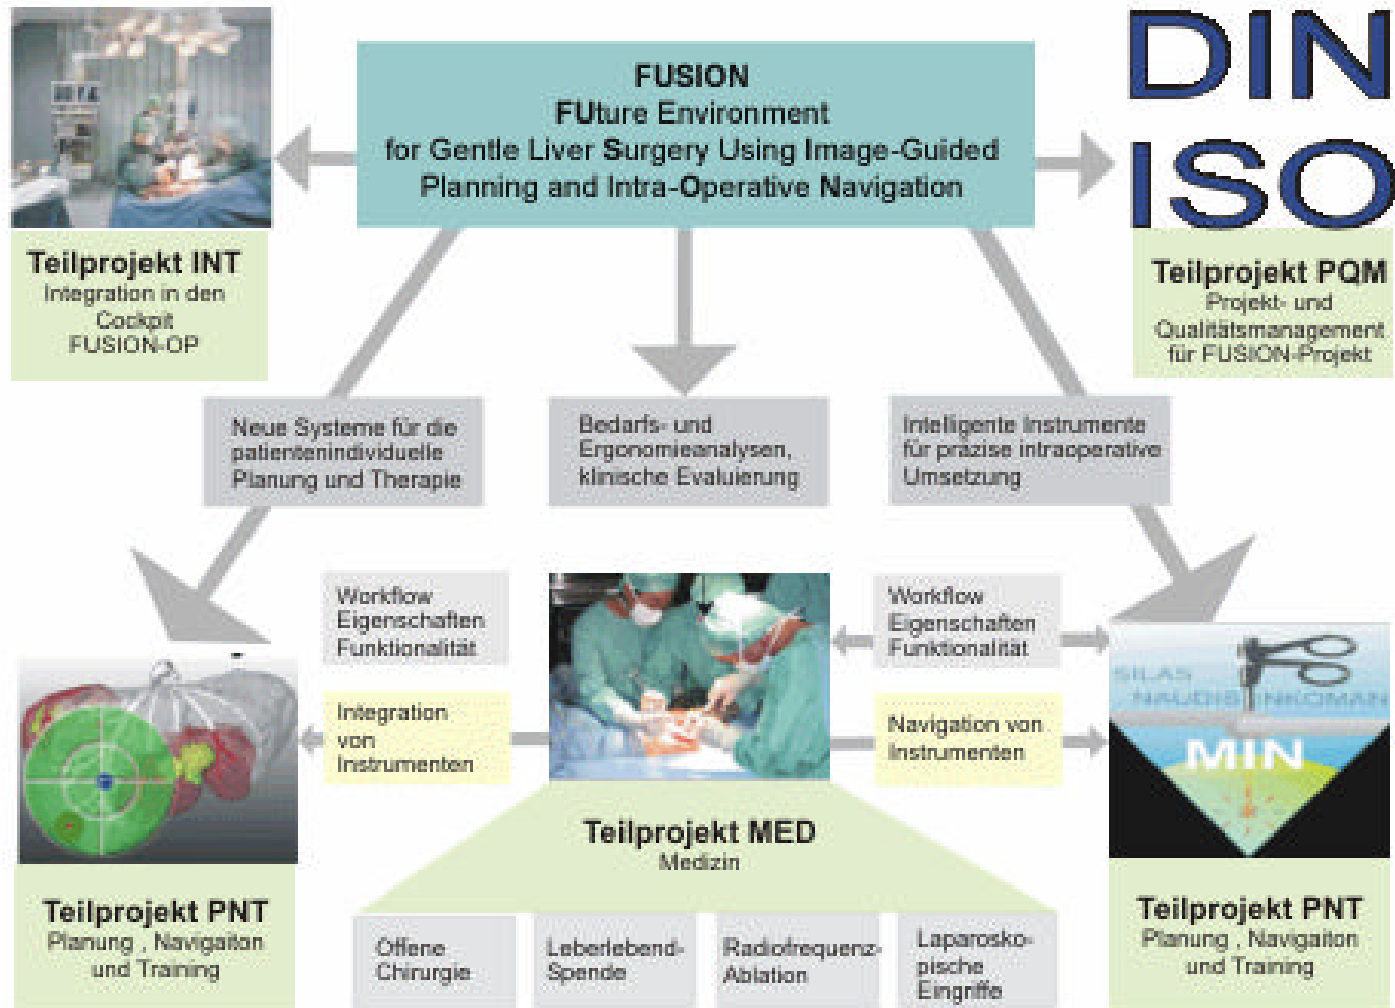 FUSION
FUture Environment
for Gentle Liver Surgery Using Image-Guided
Planning and Intra-Operative Navigation
DIN
ISO
Teilprojekt INT
Integration in den
Cockpit
FUSION-OP
Teilprojekt PQM
Projekt- und
Qualitätsmanagement
für FUSION-Projekt
Neue Systeme für die
patientenindividuelle
Planung und Therapie
Bedarfs- und
Ergonomieanalysen,
klinische Evaluierung
Intelligente Instrumente
für präzise intraoperative
Umsetzung
Workflow
Eigenschaften
Funktionalität
Workflow
Eigenschaften
Funktionalität
Integration
von
Instrumenten
Navigation von
Instrumenten
SILAS
NAUDIS INKOMAN
MIN
Teilprojekt MED
Medizin
Teilprojekt PNT
Planung , Navigaiton
und Training
Teilprojekt PNT
Planung , Navigaiton
und Training
Offene
Chirurgie
Leberlebend-
Spende
Radiofrequenz-
Ablation
Laparosko-
pische
Eingriffe